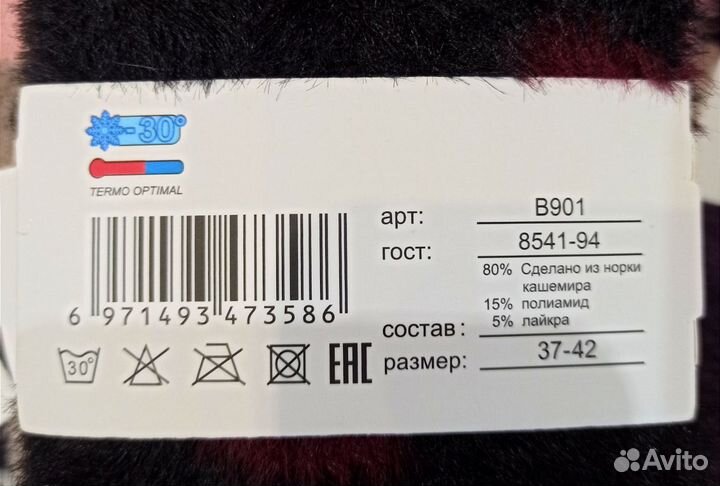 -30°
TERMO OPTIMAL
арт: B901
гост: 8541-94
80% Сделано из норки
кашемира
15% полиамид
состав: 5% лайкра
размер: 37-42
6 971493 473586
30° EAC
Avito